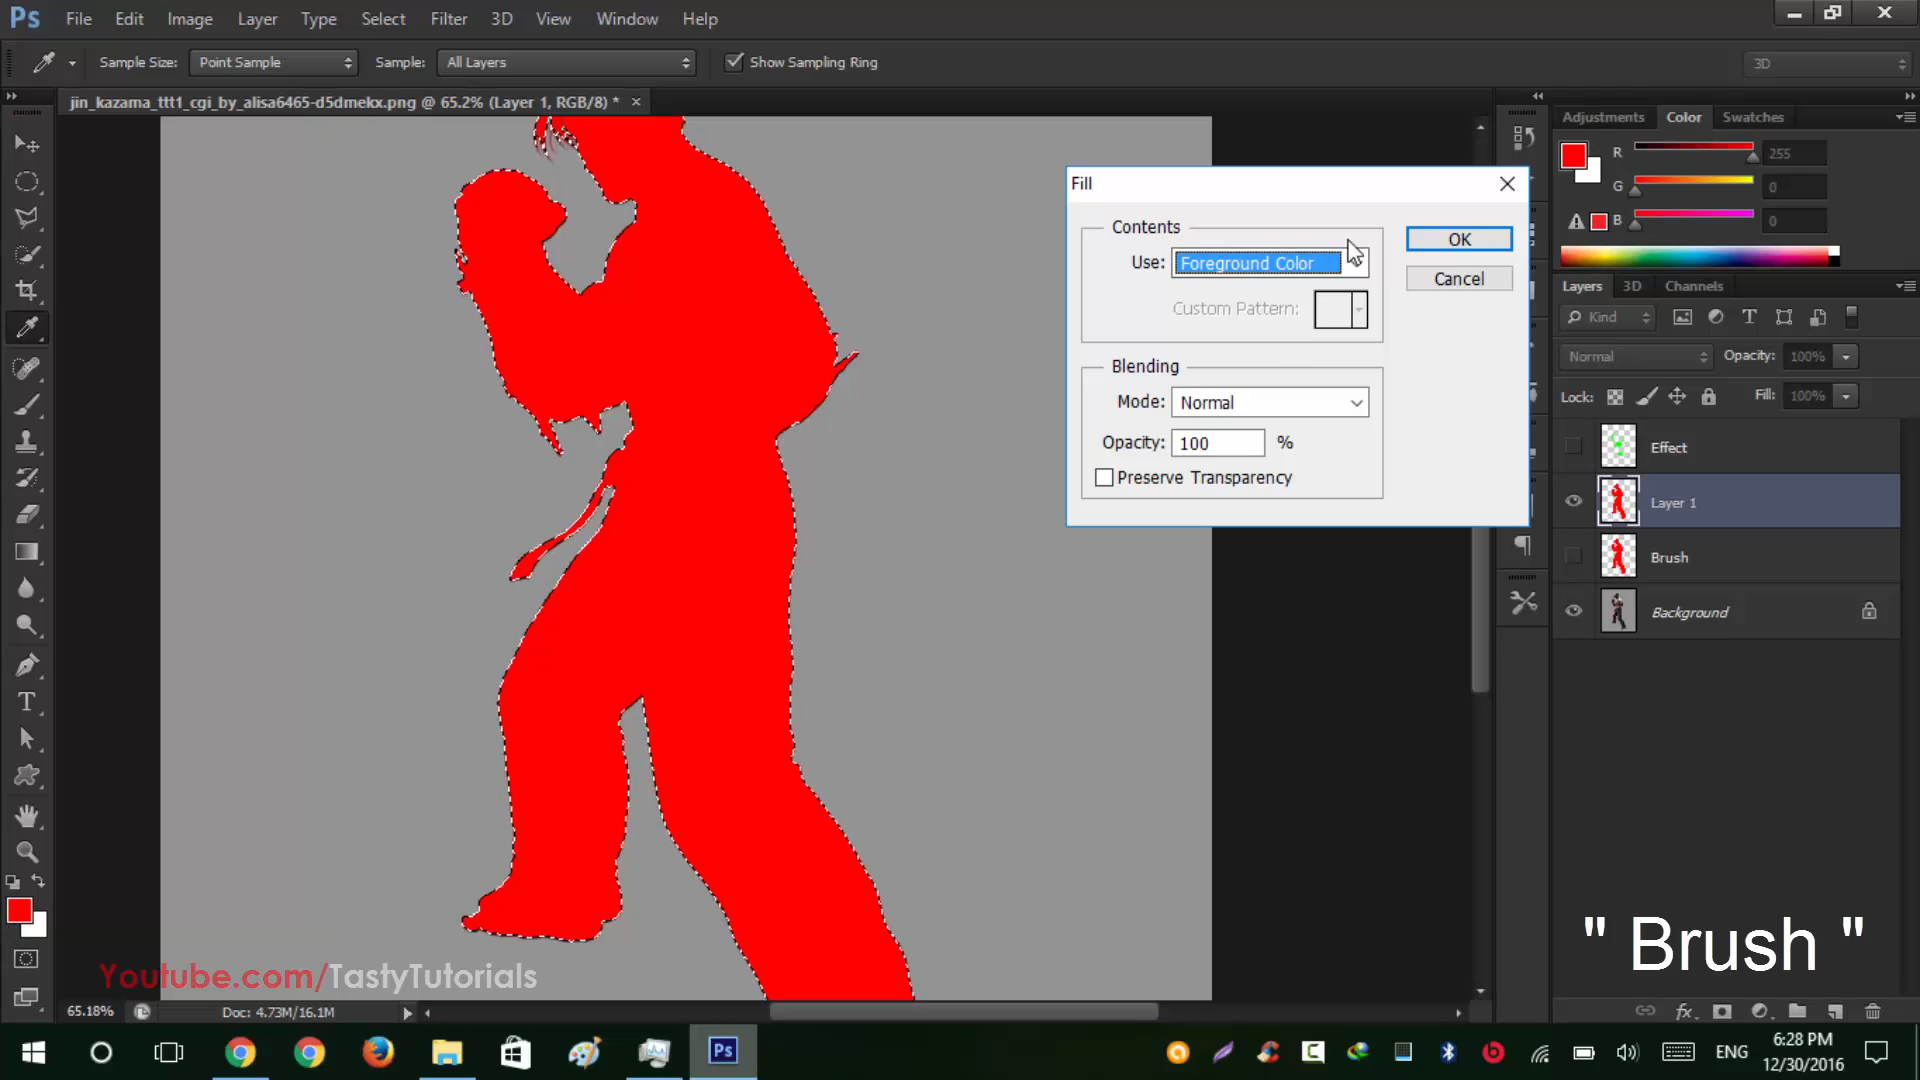 Ps File Edit Image Layer Type Select Filter 3D View Window Help
Sample Size: Point Sample Sample: All Layers Show Sampling Ring 3D
jin_kazama_ttt1_cgi_by_alisa6465-d5dmekx.png @ 65.2% (Layer 1, RGB/8) *
Adjustments Color Swatches
R 255
G 0
B 0
Fill
Contents
Use: Foreground Color
Custom Pattern:
OK
Cancel
Blending
Mode: Normal
Opacity: 100 %
Preserve Transparency
Layers 3D Channels
Kind
Normal Opacity: 100%
Lock: Fill: 100%
Effect
Layer 1
Brush
Background
" Brush "
Youtube.com/TastyTutorials
65.18% Doc: 4.73M/16.1M
Ps
ENG
6:28 PM
12/30/2016